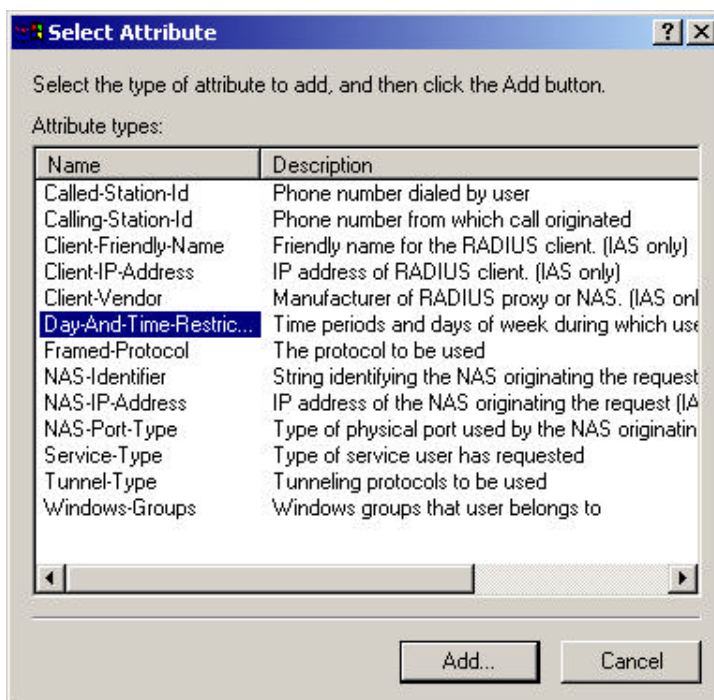 Select Attribute
Select the type of attribute to add, and then click the Add button.
Attribute types:
Name Description
Called-Station-Id Phone number dialed by user
Calling-Station-Id Phone number from which call originated
Client-Friendly-Name Friendly name for the RADIUS client. (IAS only)
Client-IP-Address IP address of RADIUS client. (IAS only)
Client-Vendor Manufacturer of RADIUS proxy or NAS. (IAS onl
Day-And-Time-Restric... Time periods and days of week during which use
Framed-Protocol The protocol to be used
NAS-Identifier String identifying the NAS originating the request
NAS-IP-Address IP address of the NAS originating the request (IA
NAS-Port-Type Type of physical port used by the NAS originatin
Service-Type Type of service user has requested
Tunnel-Type Tunneling protocols to be used
Windows-Groups Windows groups that user belongs to
Add... Cancel